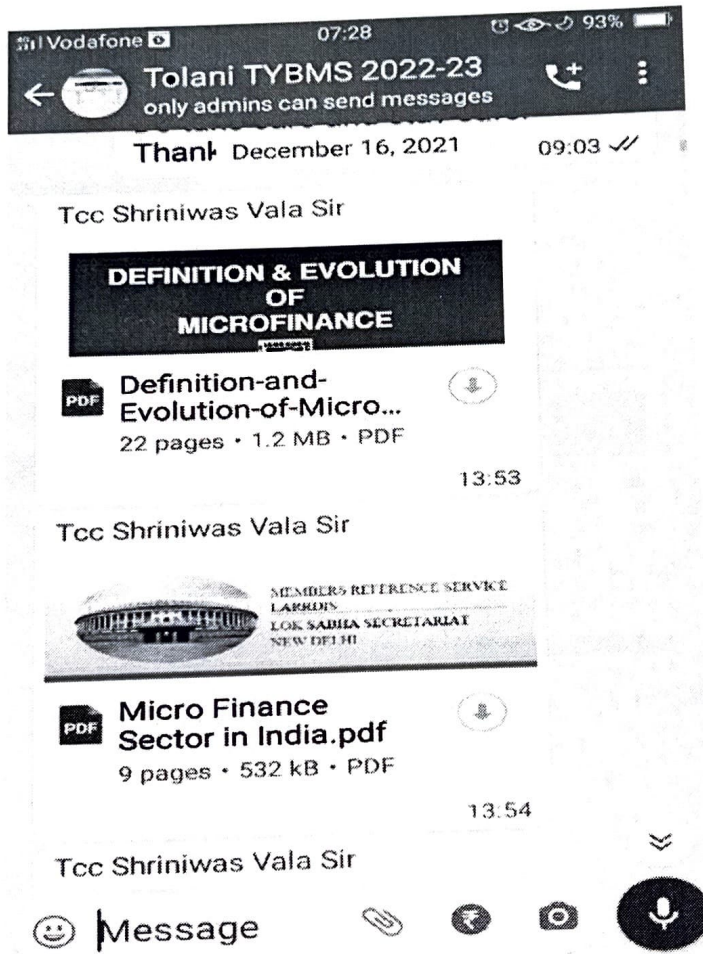 Vodafone
07:28
93%
Tolani TYBMS 2022-23
only admins can send messages
Thank
December 16, 2021
09:03
Tcc Shriniwas Vala Sir
DEFINITION & EVOLUTION
OF
MICROFINANCE
PDF
Definition-and-
Evolution-of-Micro...
22 pages • 1.2 MB • PDF
13:53
Tcc Shriniwas Vala Sir
MEMBERS REFERENCE SERVICE
LARRDIS
LOK SABHA SECRETARIAT
NEW DELHI
PDF
Micro Finance
Sector in India.pdf
9 pages • 532 kB • PDF
13:54
Tcc Shriniwas Vala Sir
Message
₹